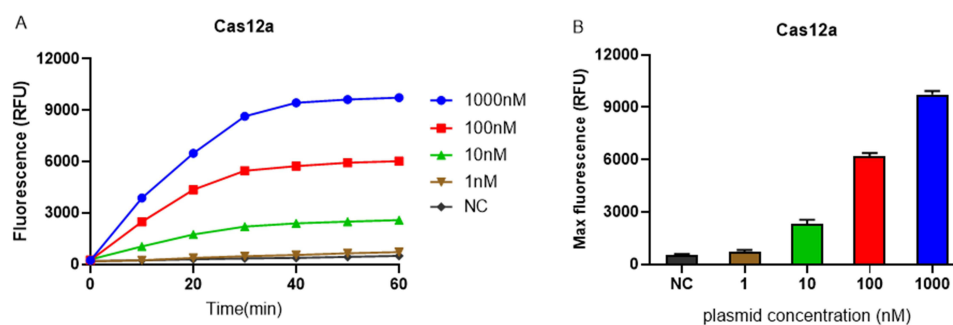 A
Cas12a
Fluorescence (RFU)
12000
9000
6000
3000
0
0
20
40
60
Time(min)
1000nM
100nM
10nM
1nM
NC
B
Cas12a
Max fluorescence (RFU)
12000
9000
6000
3000
0
NC
1
10
100
1000
plasmid concentration (nM)